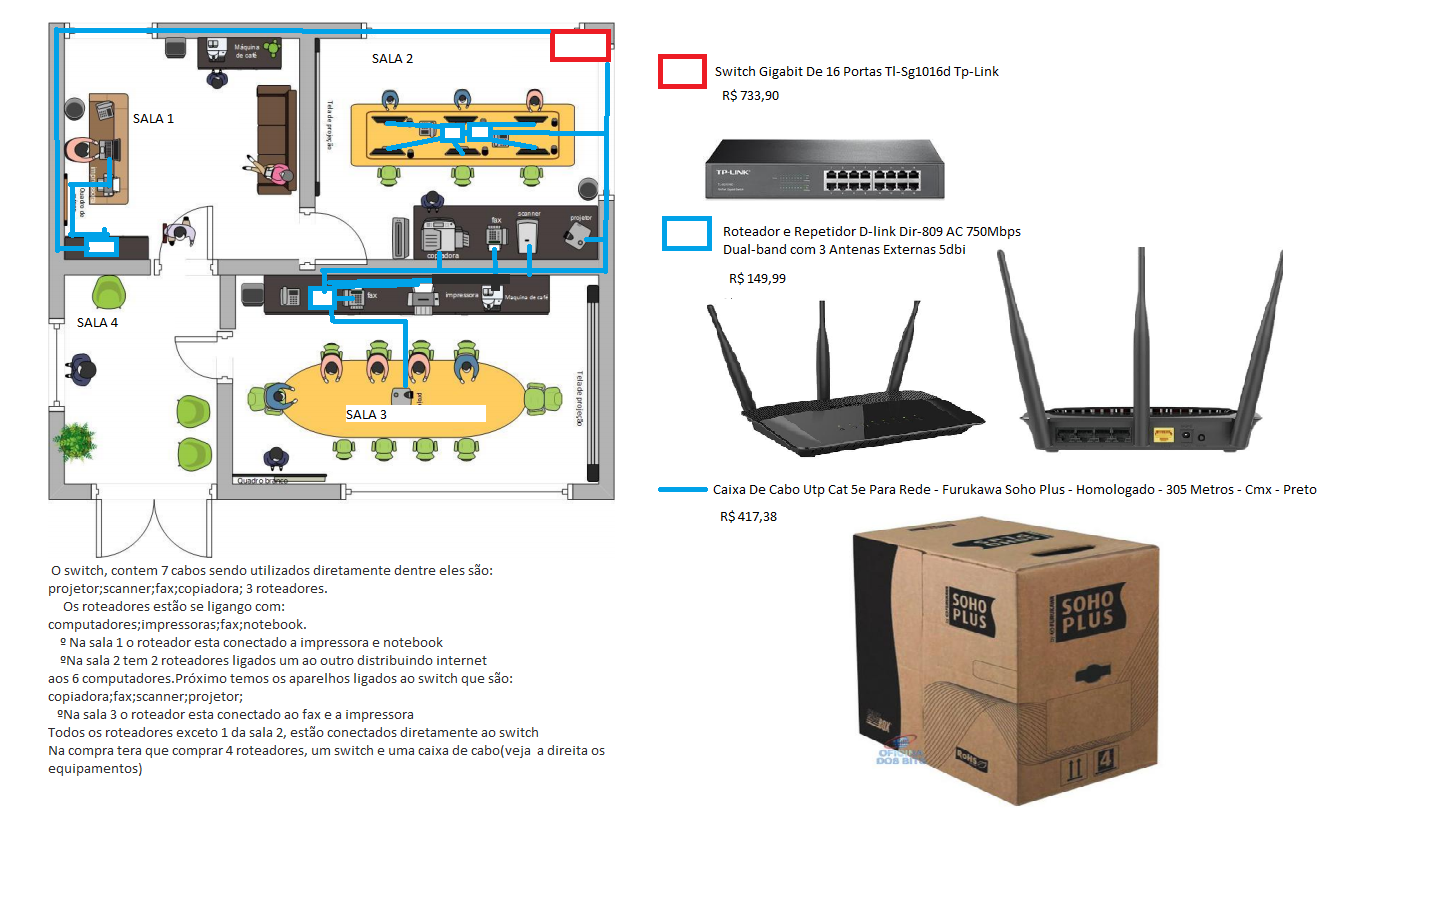 Máquina
de café
SALA 2
SALA 1
Tela de projeção
Quadro de
scanner
fax
projetor
copiadora
fax
impressora
Maquina de café
SALA 4
SALA 3
Tela de projeção
Quadro branco
O switch, contem 7 cabos sendo utilizados diretamente dentre eles são:
projetor;scanner;fax;copiadora; 3 roteadores.
Os roteadores estão se ligango com:
computadores;impressoras;fax;notebook.
º Na sala 1 o roteador esta conectado a impressora e notebook
ºNa sala 2 tem 2 roteadores ligados um ao outro distribuindo internet
aos 6 computadores.Próximo temos os aparelhos ligados ao switch que são:
copiadora;fax;scanner;projetor;
ºNa sala 3 o roteador esta conectado ao fax e a impressora
Todos os roteadores exceto 1 da sala 2, estão conectados diretamente ao switch
Na compra tera que comprar 4 roteadores, um switch e uma caixa de cabo(veja a direita os
equipamentos)
Switch Gigabit De 16 Portas Tl-Sg1016d Tp-Link
R$ 733,90
TP-LINK
Roteador e Repetidor D-link Dir-809 AC 750Mbps
Dual-band com 3 Antenas Externas 5dbi
R$ 149,99
Caixa De Cabo Utp Cat 5e Para Rede - Furukawa Soho Plus - Homologado - 305 Metros - Cmx - Preto
R$ 417,38
SOHO
PLUS
SOHO
PLUS
RoHS
4